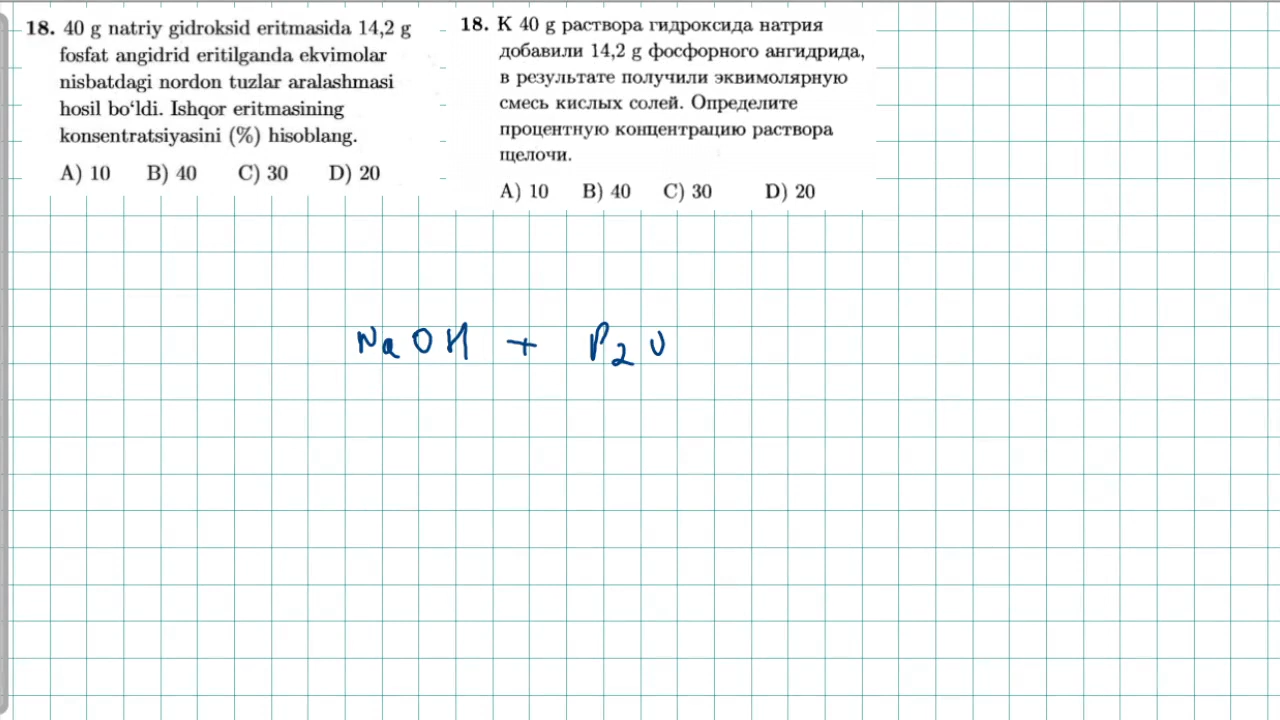 18. 40 g natriy gidroksid eritmasida 14,2 g
fosfat angidrid eritilganda ekvimolar
nisbatdagi nordon tuzlar aralashmasi
hosil bo‘ldi. Ishqor eritmasining
konsentratsiyasini (%) hisoblang.
A) 10 B) 40 C) 30 D) 20
18. К 40 g раствора гидроксида натрия
добавили 14,2 g фосфорного ангидрида,
в результате получили эквимолярную
смесь кислых солей. Определите
процентную концентрацию раствора
щелочи.
A) 10 B) 40 C) 30 D) 20
NaOH + P2O